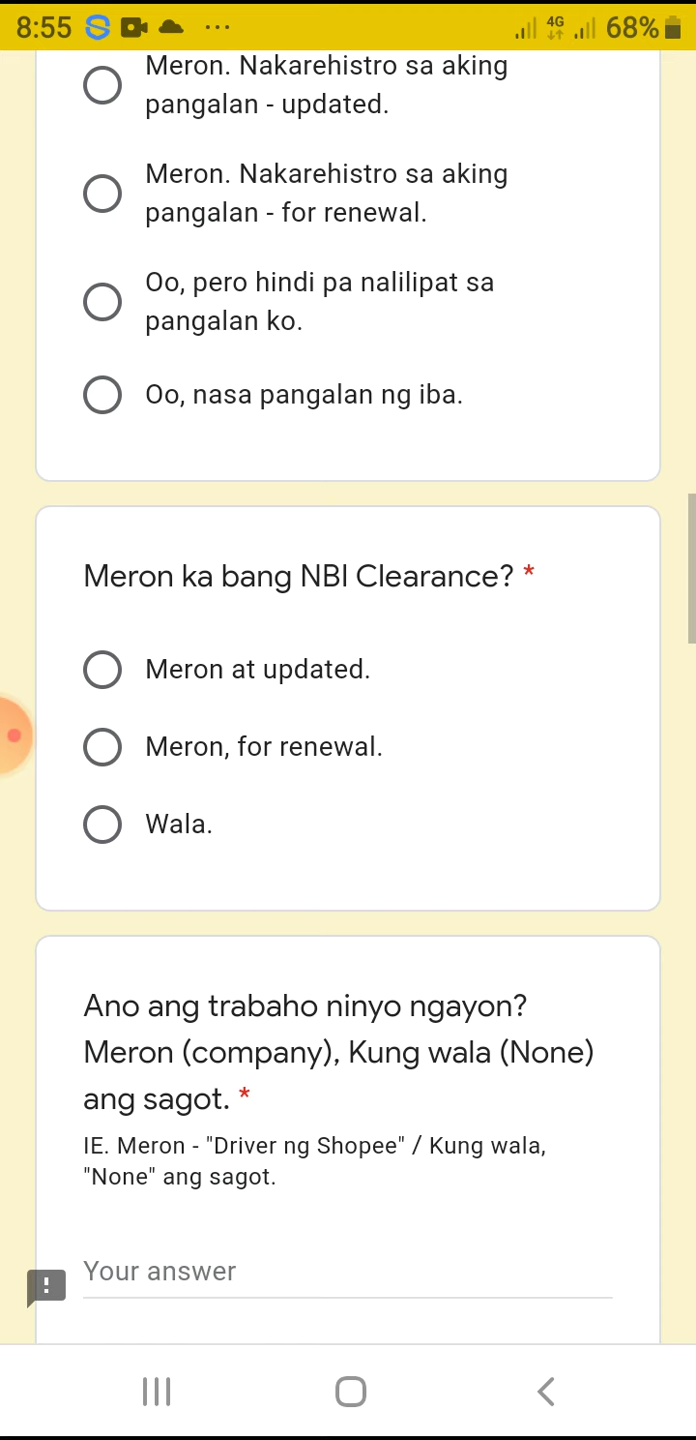 8:55
4G
68%
Meron. Nakarehistro sa aking
pangalan - updated.
Meron. Nakarehistro sa aking
pangalan - for renewal.
Oo, pero hindi pa nalilipat sa
pangalan ko.
Oo, nasa pangalan ng iba.
Meron ka bang NBI Clearance? *
Meron at updated.
Meron, for renewal.
Wala.
Ano ang trabaho ninyo ngayon?
Meron (company), Kung wala (None)
ang sagot. *
IE. Meron - "Driver ng Shopee" / Kung wala,
"None" ang sagot.
Your answer